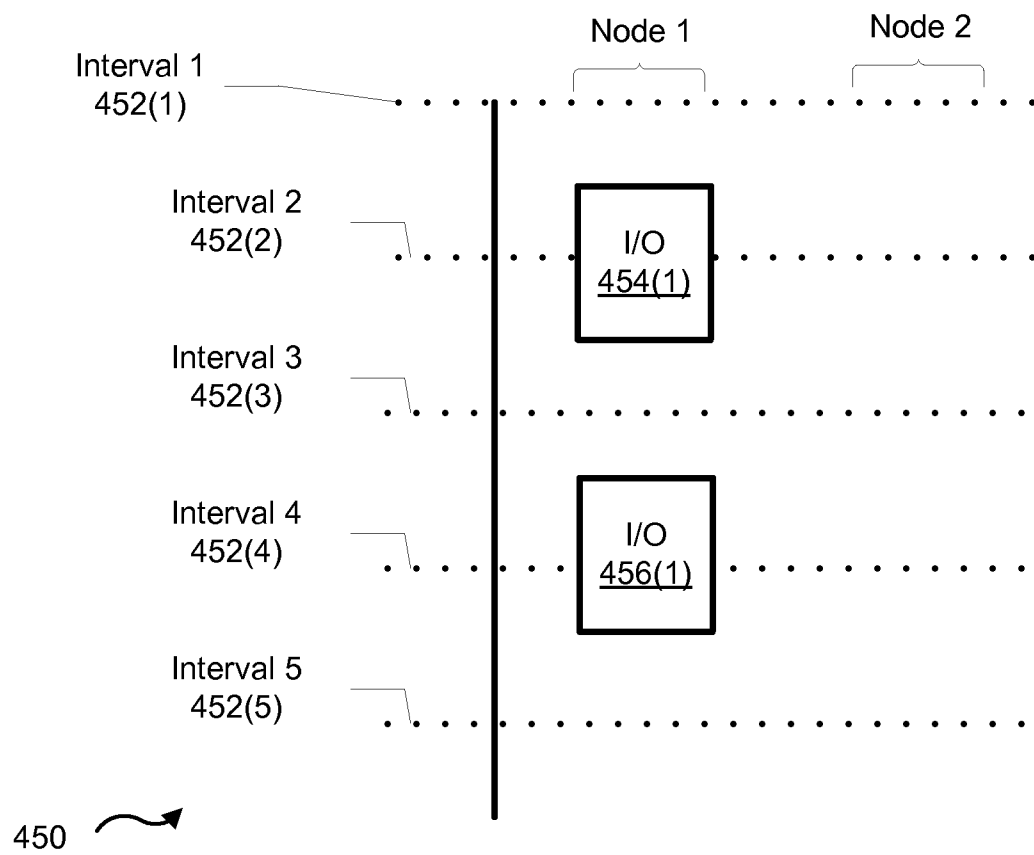 Node 1
Node 2
Interval 1
452(1)
Interval 2
452(2)
I/O
454(1)
Interval 3
452(3)
Interval 4
452(4)
I/O
456(1)
Interval 5
452(5)
450